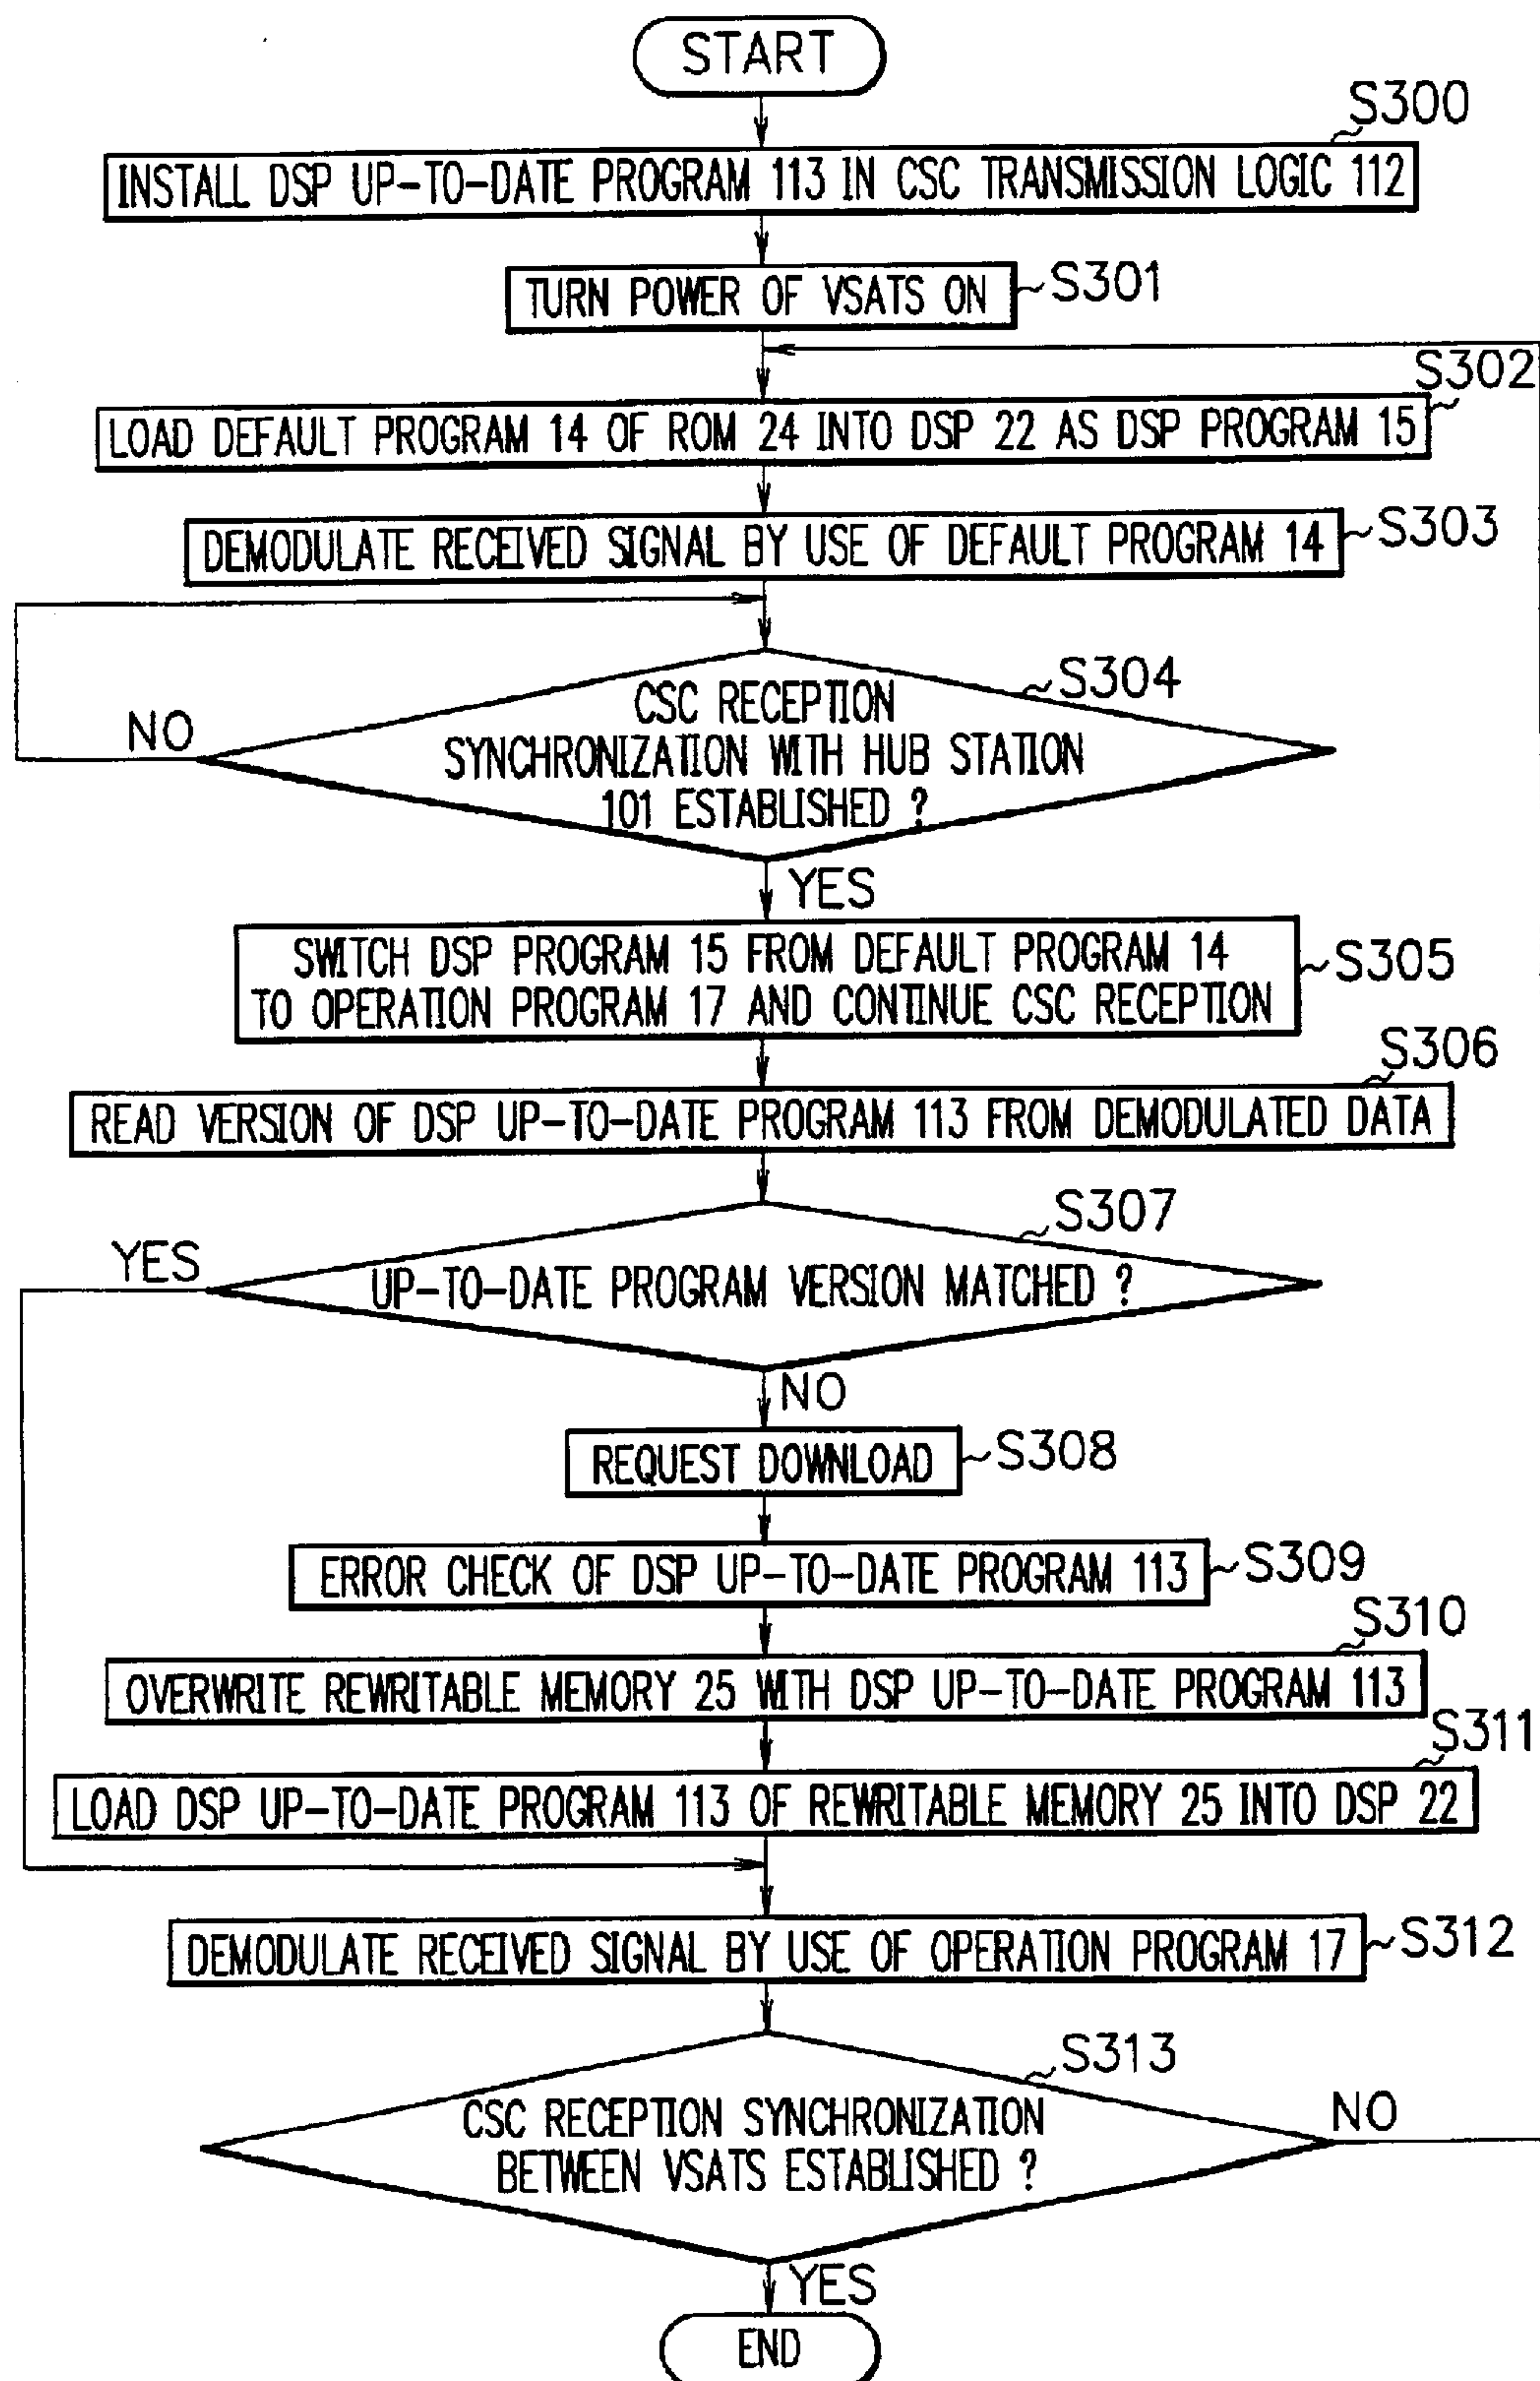 START
S300
INSTALL DSP UP-TO-DATE PROGRAM 113 IN CSC TRANSMISSION LOGIC 112
TURN POWER OF VSATS ON
S301
S302
LOAD DEFAULT PROGRAM 14 OF ROM 24 INTO DSP 22 AS DSP PROGRAM 15
DEMODULATE RECEIVED SIGNAL BY USE OF DEFAULT PROGRAM 14
S303
S304
CSC RECEPTION
SYNCHRONIZATION WITH HUB STATION
101 ESTABLISHED ?
NO
YES
SWITCH DSP PROGRAM 15 FROM DEFAULT PROGRAM 14
TO OPERATION PROGRAM 17 AND CONTINUE CSC RECEPTION
S305
S306
READ VERSION OF DSP UP-TO-DATE PROGRAM 113 FROM DEMODULATED DATA
S307
YES
UP-TO-DATE PROGRAM VERSION MATCHED ?
NO
REQUEST DOWNLOAD
S308
ERROR CHECK OF DSP UP-TO-DATE PROGRAM 113
S309
S310
OVERWRITE REWRITABLE MEMORY 25 WITH DSP UP-TO-DATE PROGRAM 113
S311
LOAD DSP UP-TO-DATE PROGRAM 113 OF REWRITABLE MEMORY 25 INTO DSP 22
DEMODULATE RECEIVED SIGNAL BY USE OF OPERATION PROGRAM 17
S312
S313
CSC RECEPTION SYNCHRONIZATION
BETWEEN VSATS ESTABLISHED ?
NO
YES
END